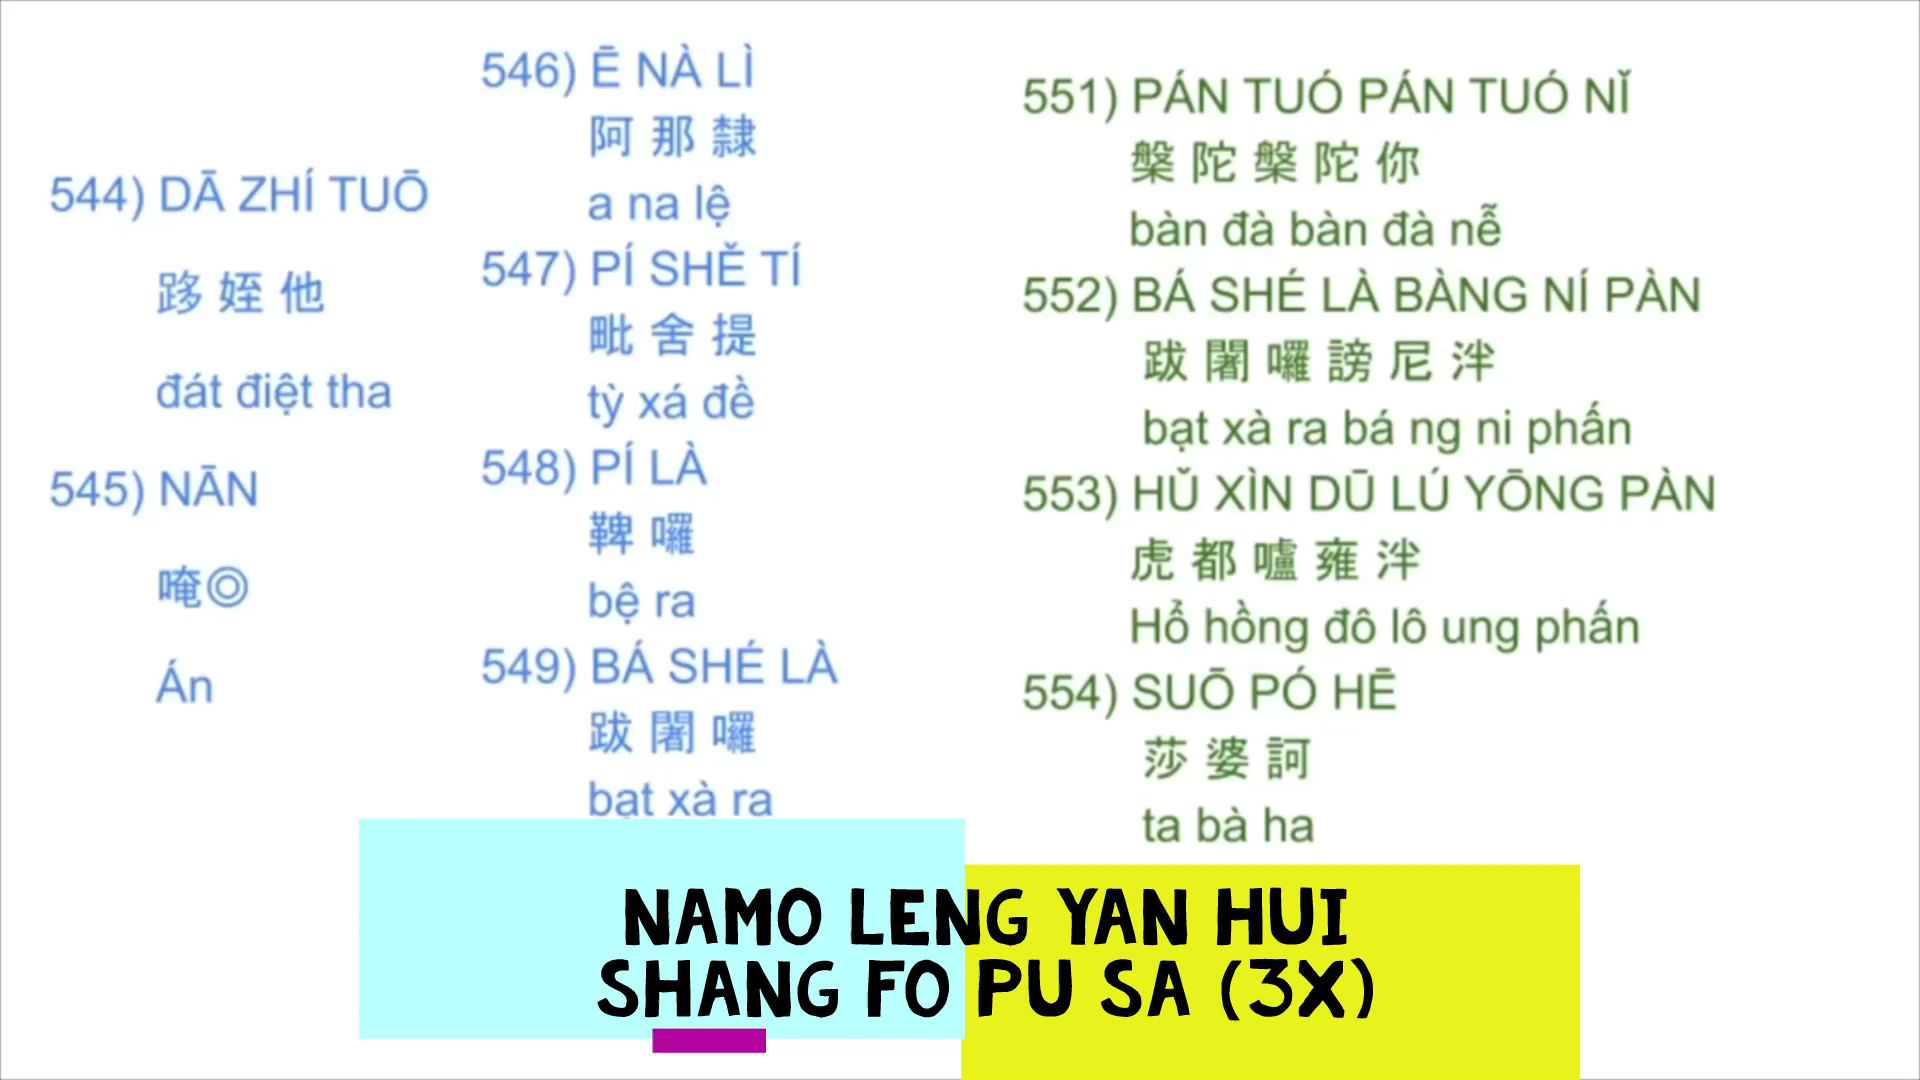 544) DĀ ZHÍ TUŌ
跢 姪 他
đát điệt tha
545) NĀN
唵◎
Án
546) Ē NÀ LÌ
阿 那 隸
a na lệ
547) PÍ SHĚ TÍ
毗 舍 提
tỳ xá đề
548) PÍ LÀ
鞞 囉
bệ ra
549) BÁ SHÉ LÀ
跋 闍 囉
bạt xà ra
551) PÁN TUÓ PÁN TUÓ NǏ
槃 陀 槃 陀 你
bàn đà bàn đà nễ
552) BÁ SHÉ LÀ BÀNG NÍ PÀN
跋 闍 囉 謗 尼 泮
bạt xà ra bá ng ni phấn
553) HǓ XÌN DŪ LÚ YŌNG PÀN
虎 都 嚧 雍 泮
Hổ hồng đô lô ung phấn
554) SUŌ PÓ HĒ
莎 婆 訶
ta bà ha
NAMO LENG YAN HUI
SHANG FO PU SA (3X)